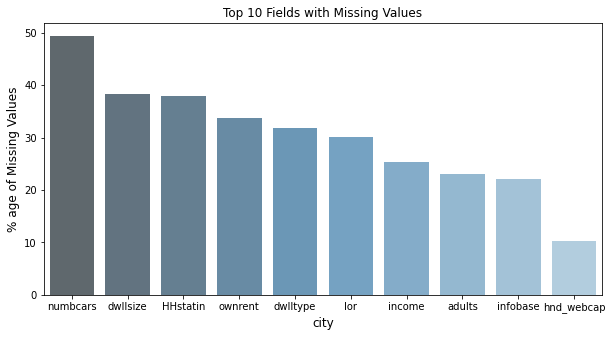 Top 10 Fields with Missing Values
% age of Missing Values
50
40
30
20
10
0
numbcars dwllsize HHstatin ownrent dwlltype lor income adults infobase hnd_webcap
city